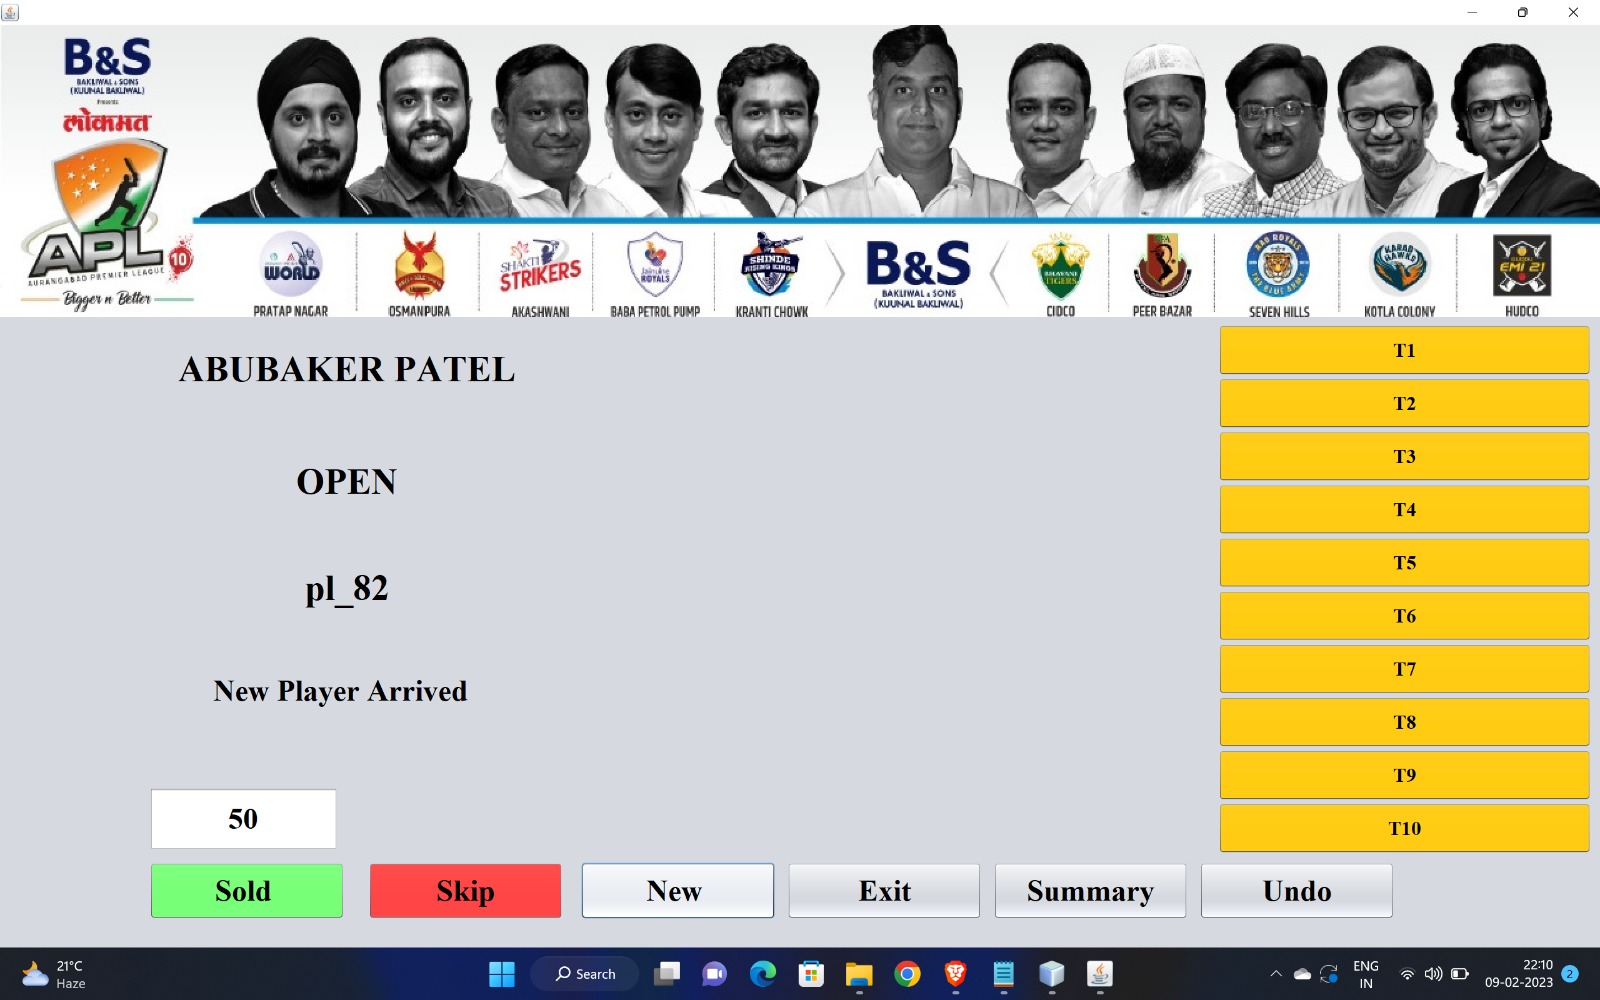 B&S
BAKLIWAL & SONS
(KUUNAL BAKLIWAL)
Presents
लोकमत
APL 10
AURANGABAD PREMIER LEAGUE
Bigger n Better
WORLD
PRATAP NAGAR
OSMANPURA
SHAKTI
STRIKERS
AKASHWANI
ROYALS
BABA PETROL PUMP
SHINDE
RISING KINGS
KRANTI CHOWK
B&S
BAKLIWAL & SONS
(KUUNAL BAKLIWAL)
BHAVANI
TIGERS
CIDCO
PEER BAZAR
SEVEN HILLS
KARAD
HAWKS
KOTLA COLONY
EMI 21
HUDCO
ABUBAKER PATEL
OPEN
pl_82
New Player Arrived
50
T1
T2
T3
T4
T5
T6
T7
T8
T9
T10
Sold
Skip
New
Exit
Summary
Undo
21°C
Haze
Search
ENG
IN
22:10
09-02-2023
2